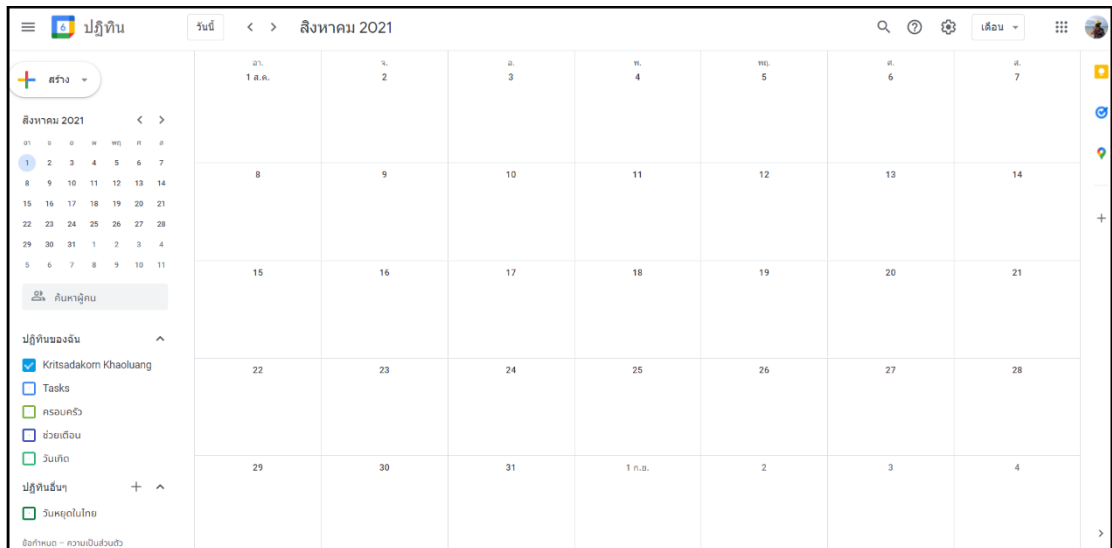 6 ปฏิทิน วันนี้ < > สิงหาคม 2021 เดือน
สร้าง
สิงหาคม 2021 < >
อา จ อ พ พฤ ศ ส
1 2 3 4 5 6 7
8 9 10 11 12 13 14
15 16 17 18 19 20 21
22 23 24 25 26 27 28
29 30 31 1 2 3 4
5 6 7 8 9 10 11
ค้นหาผู้คน
ปฏิทินของฉัน
Kritsadakorn Khaoluang
Tasks
ครอบครัว
ช่วยเตือน
วันเกิด
ปฏิทินอื่นๆ
วันหยุดในไทย
ข้อกำหนด – ความเป็นส่วนตัว
อา. จ. อ. พ. พฤ. ศ. ส.
1 ส.ค. 2 3 4 5 6 7
8 9 10 11 12 13 14
15 16 17 18 19 20 21
22 23 24 25 26 27 28
29 30 31 1 ก.ย. 2 3 4